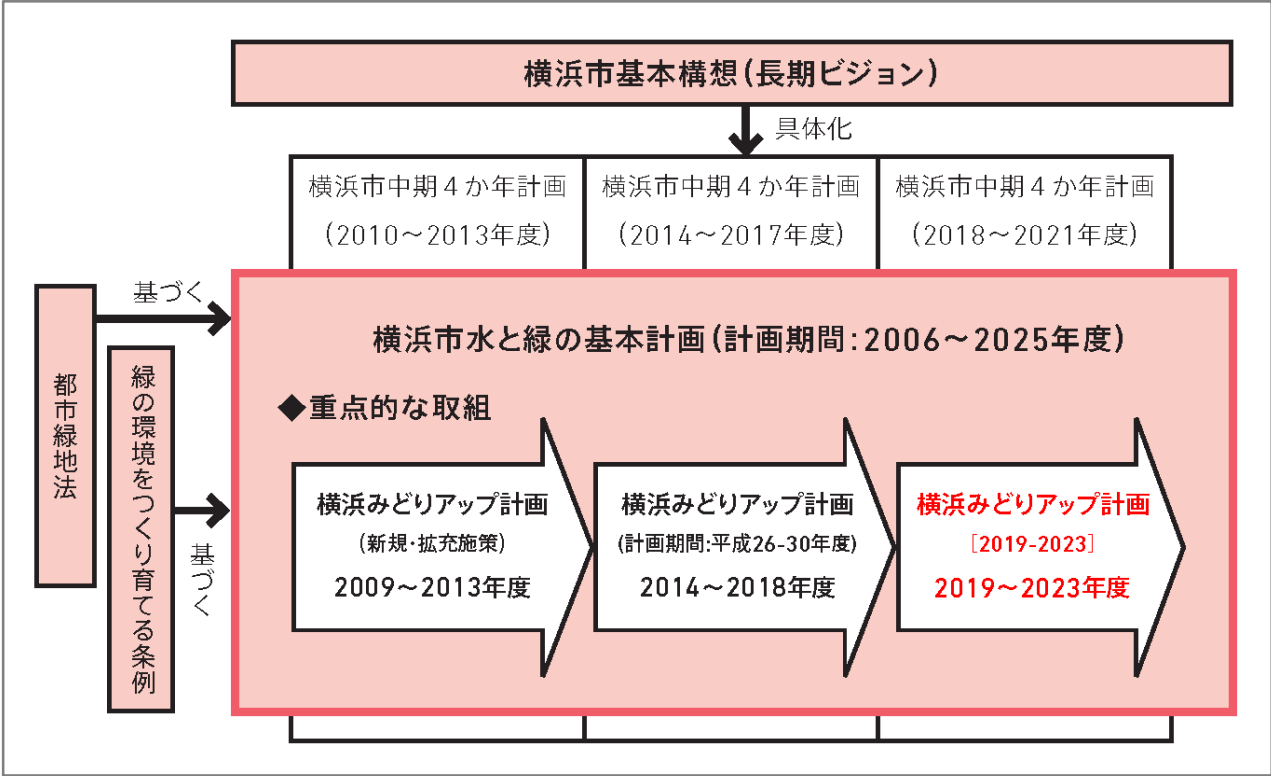 横浜市基本構想(長期ビジョン)
具体化
横浜市中期4か年計画
(2010~2013年度)
横浜市中期4か年計画
(2014~2017年度)
横浜市中期4か年計画
(2018~2021年度)
都市緑地法
基づく
緑の環境をつくり育てる条例
基づく
横浜市水と緑の基本計画(計画期間:2006~2025年度)
◆重点的な取組
横浜みどりアップ計画
(新規・拡充施策)
2009~2013年度
横浜みどりアップ計画
(計画期間:平成26-30年度)
2014~2018年度
横浜みどりアップ計画
[2019-2023]
2019~2023年度